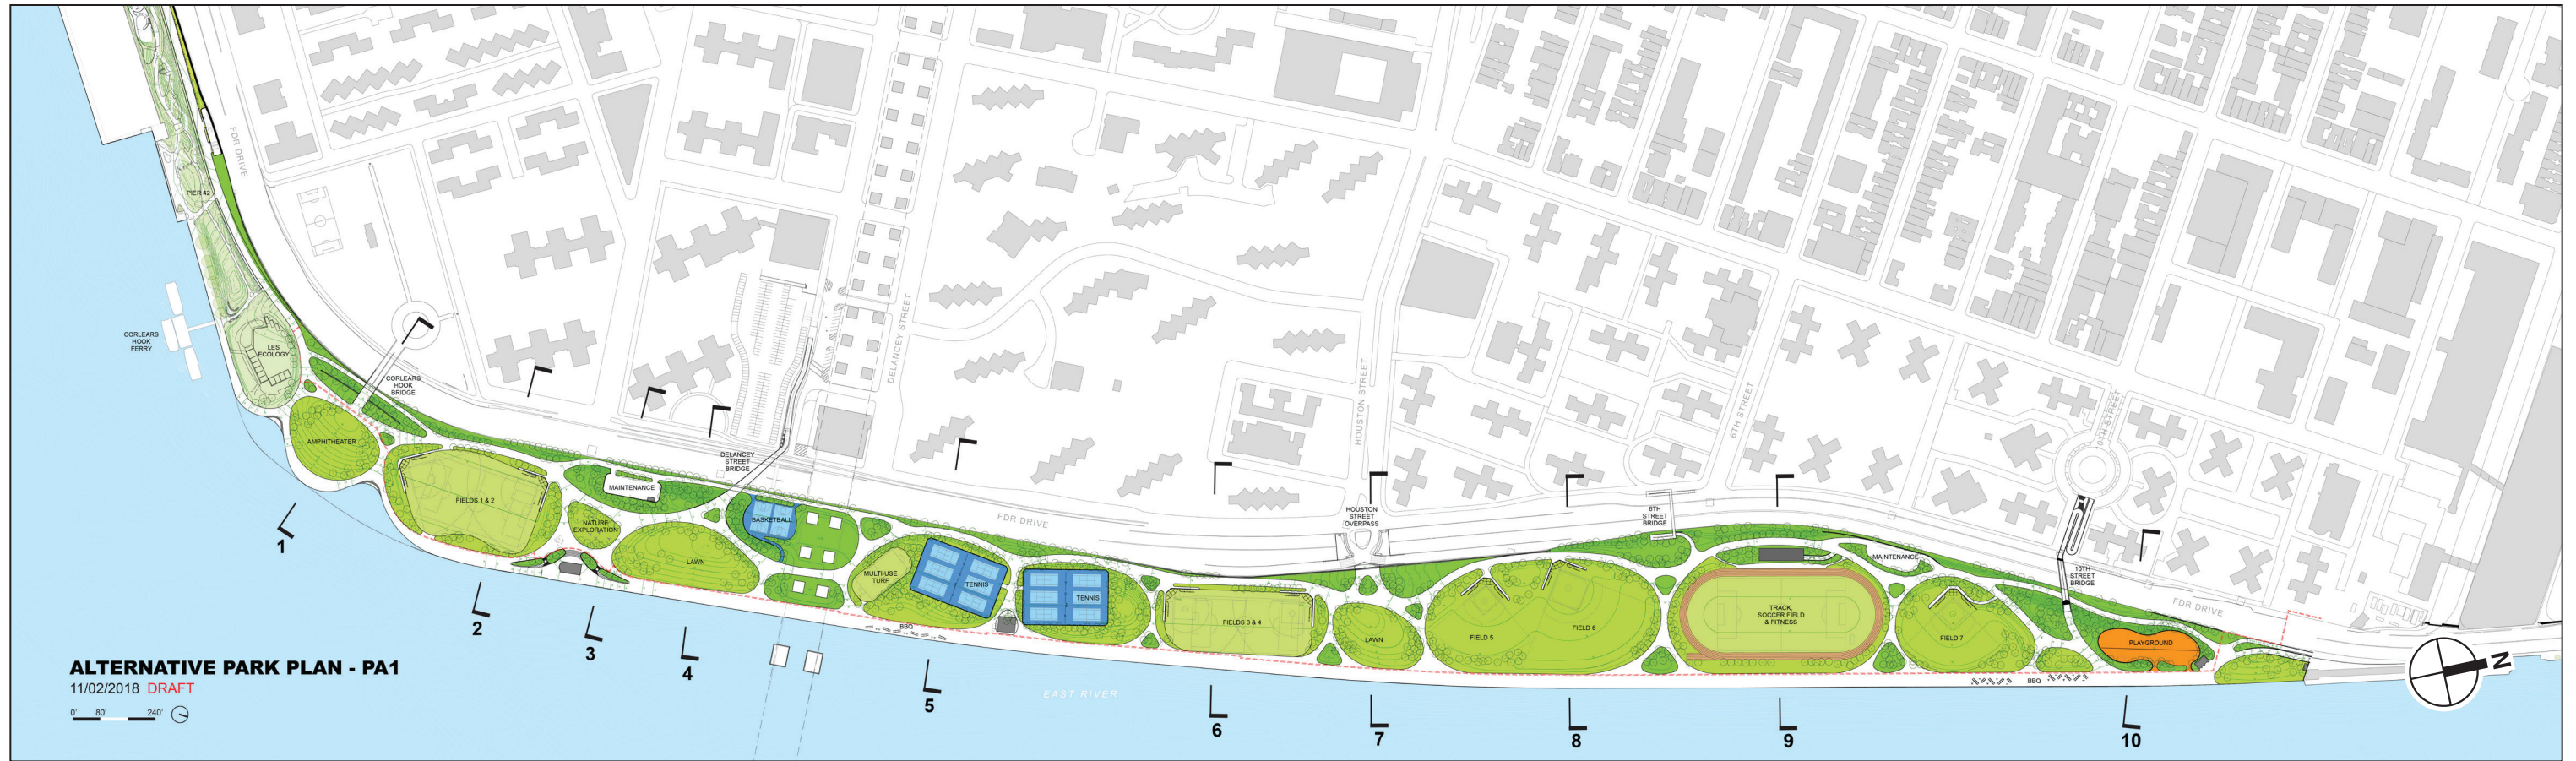 FDR DRIVE
PIER 42
CORLEARS
HOOK
FERRY
LES
ECOLOGY
CORLEARS
HOOK
BRIDGE
AMPHITHEATER
FIELDS 1 & 2
NATURE
EXPLORATION
MAINTENANCE
LAWN
DELANCEY
STREET
BRIDGE
BASKETBALL
DELANCEY STREET
MULTI-USE
TURF
TENNIS
TENNIS
BBQ
FDR DRIVE
FIELDS 3 & 4
HOUSTON STREET
HOUSTON
STREET
OVERPASS
LAWN
FIELD 5
FIELD 6
6TH
STREET
BRIDGE
6TH STREET
TRACK,
SOCCER FIELD
& FITNESS
MAINTENANCE
FIELD 7
10TH STREET
10TH
STREET
BRIDGE
PLAYGROUND
BBQ
FDR DRIVE
N
EAST RIVER
1
2
3
4
5
6
7
8
9
10
ALTERNATIVE PARK PLAN - PA1
11/02/2018 DRAFT
0' 80' 240'